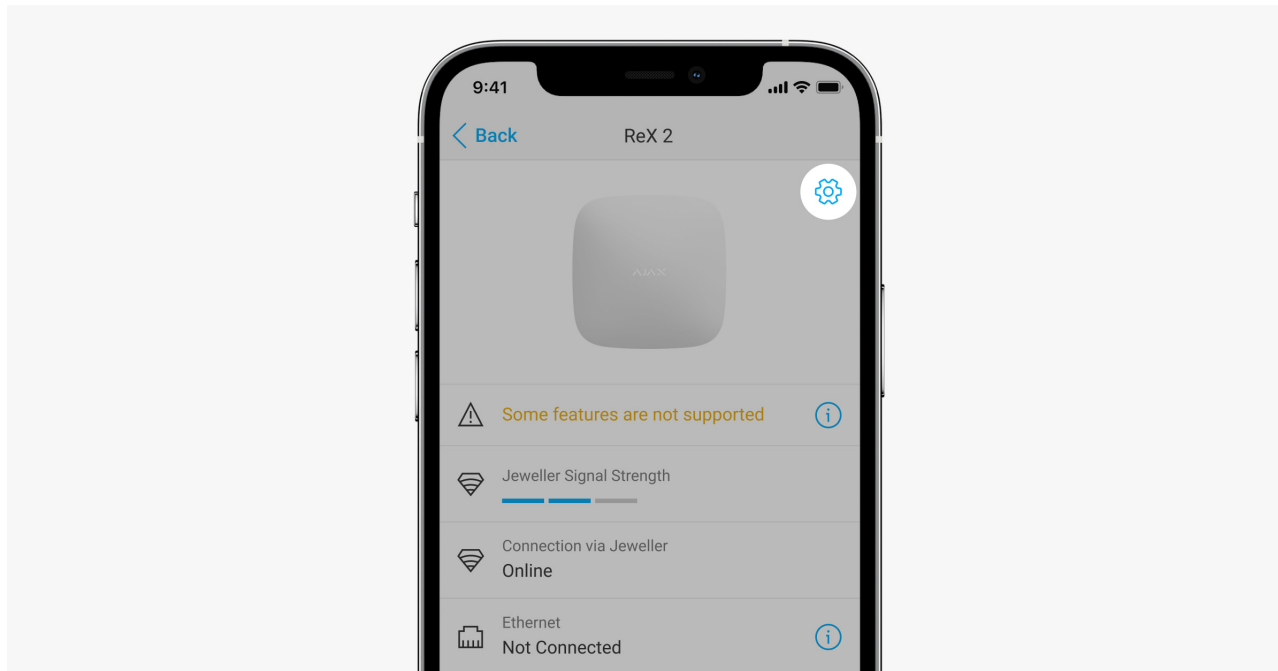 9:41
Back
ReX 2
AJAX
Some features are not supported
Jeweller Signal Strength
Connection via Jeweller
Online
Ethernet
Not Connected